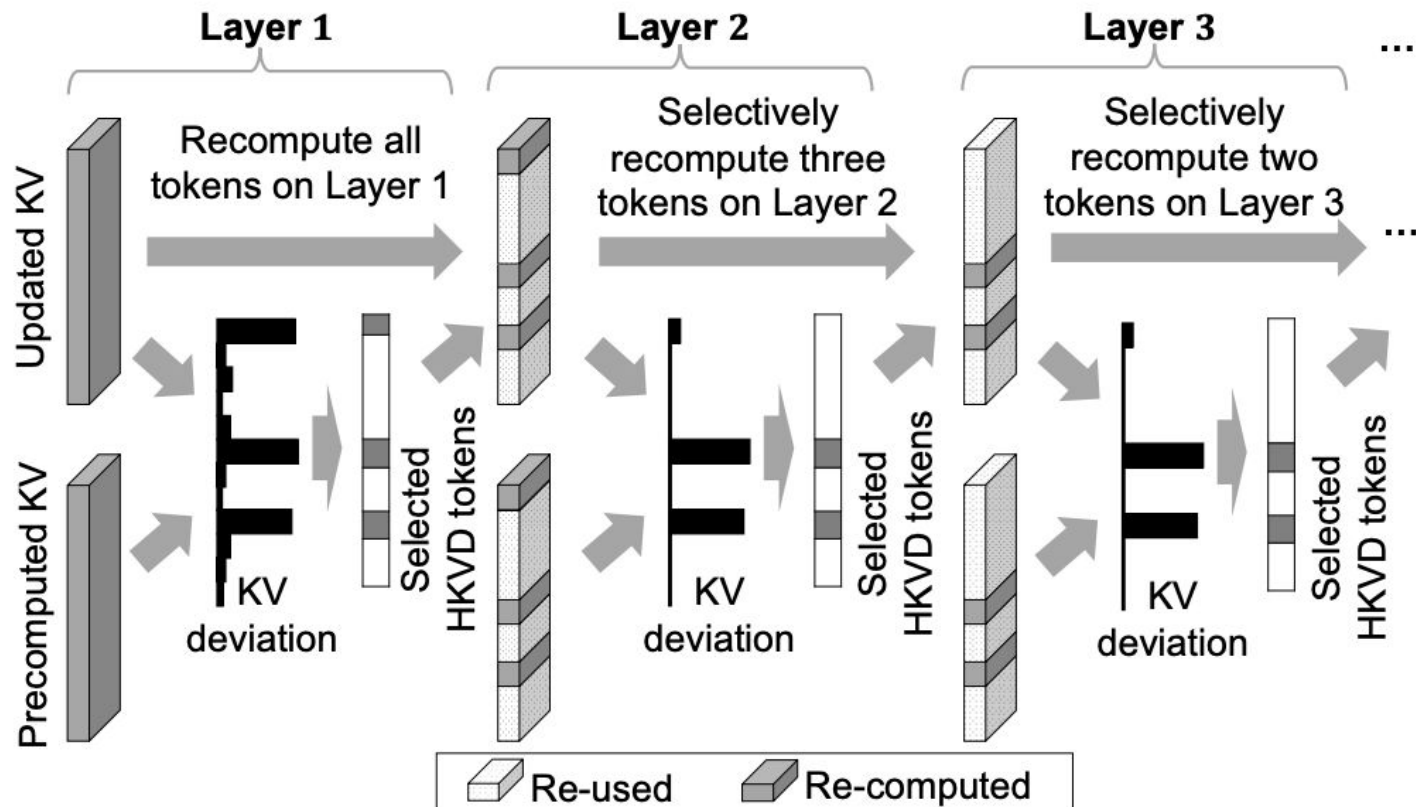 Layer 1
Layer 2
Layer 3
...
Updated KV
Recompute all
tokens on Layer 1
Selectively
recompute three
tokens on Layer 2
Selectively
recompute two
tokens on Layer 3
...
Precomputed KV
KV
deviation
Selected
HKVD tokens
KV
deviation
Selected
HKVD tokens
KV
deviation
Selected
HKVD tokens
Re-used
Re-computed